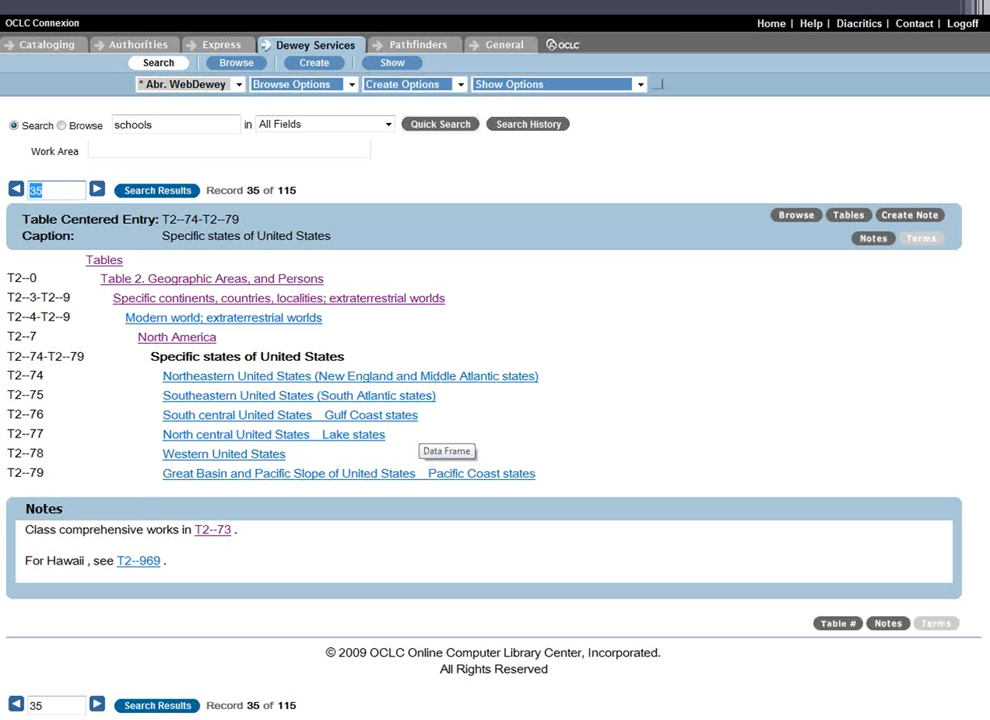 OCLC Connexion Home | Help | Diacritics | Contact | Logoff
Cataloging Authorities Express Dewey Services Pathfinders General OCLC
Search Browse Create Show
* Abr. WebDewey Browse Options Create Options Show Options
Search Browse schools in All Fields Quick Search Search History
Work Area
35 Search Results Record 35 of 115
Table Centered Entry: T2--74-T2--79 Browse Tables Create Note
Caption: Specific states of United States Notes Terms
Tables
T2--0 Table 2. Geographic Areas, and Persons
T2--3-T2--9 Specific continents, countries, localities; extraterrestrial worlds
T2--4-T2--9 Modern world; extraterrestrial worlds
T2--7 North America
T2--74-T2--79 Specific states of United States
T2--74 Northeastern United States (New England and Middle Atlantic states)
T2--75 Southeastern United States (South Atlantic states)
T2--76 South central United States Gulf Coast states
T2--77 North central United States Lake states
T2--78 Western United States Data Frame
T2--79 Great Basin and Pacific Slope of United States Pacific Coast states
Notes
Class comprehensive works in T2--73 .
For Hawaii , see T2--969 .
Table # Notes Terms
© 2009 OCLC Online Computer Library Center, Incorporated.
All Rights Reserved
35 Search Results Record 35 of 115